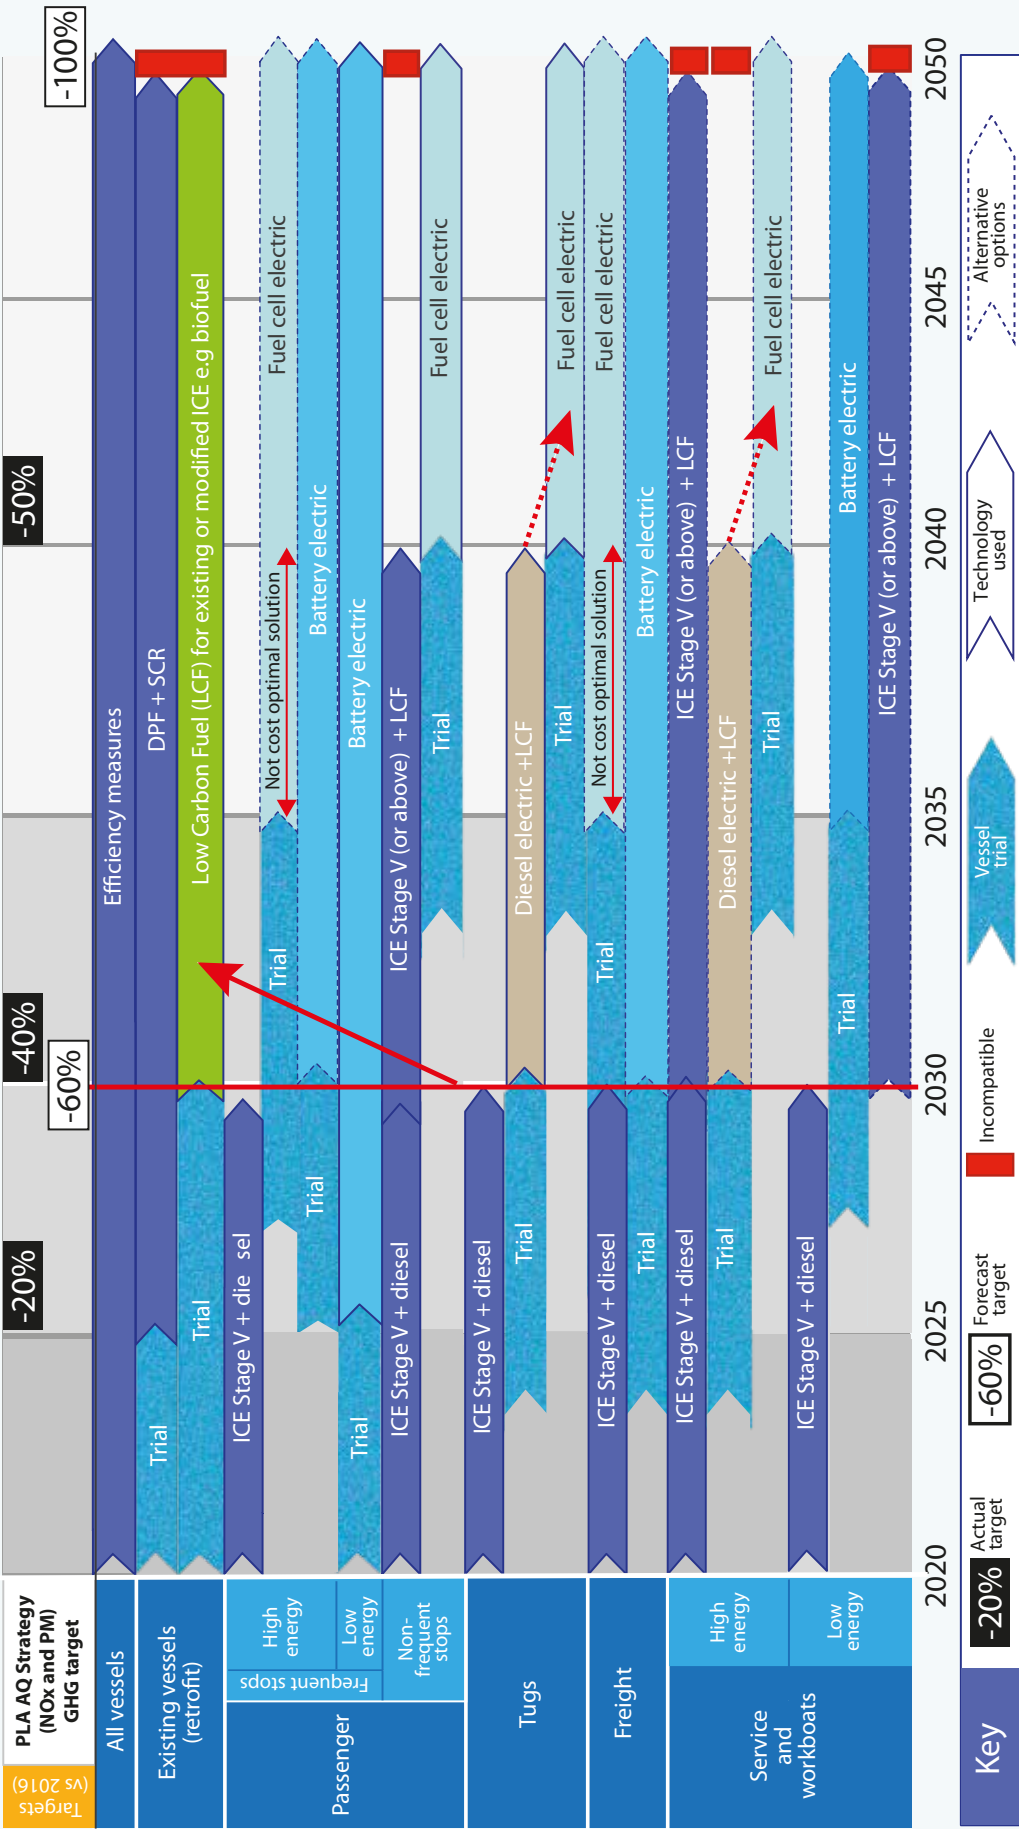 Targets
(vs 2016)
PLA AQ Strategy
(NOx and PM)
GHG target
-20%
-40%
-50%
-60%
-100%
All vessels
Efficiency measures
Existing vessels
(retrofit)
Trial
DPF + SCR
Trial
Low Carbon Fuel (LCF) for existing or modified ICE e.g biofuel
Passenger
Frequent stops
High
energy
ICE Stage V + die sel
Trial
Not cost optimal solution
Fuel cell electric
Trial
Battery electric
Low
energy
Trial
Battery electric
Non-
frequent
stops
ICE Stage V + diesel
ICE Stage V (or above) + LCF
Trial
Fuel cell electric
Tugs
ICE Stage V + diesel
Trial
Diesel electric +LCF
Trial
Fuel cell electric
Freight
ICE Stage V + diesel
Trial
Not cost optimal solution
Fuel cell electric
Trial
Battery electric
Service
and
workboats
High
energy
ICE Stage V + diesel
ICE Stage V (or above) + LCF
Trial
Diesel electric +LCF
Trial
Fuel cell electric
Low
energy
ICE Stage V + diesel
Trial
Battery electric
ICE Stage V (or above) + LCF
2020
2025
2030
2035
2040
2045
2050
Key
-20%
Actual
target
-60%
Forecast
target
Incompatible
Vessel
trial
Technology
used
Alternative
options